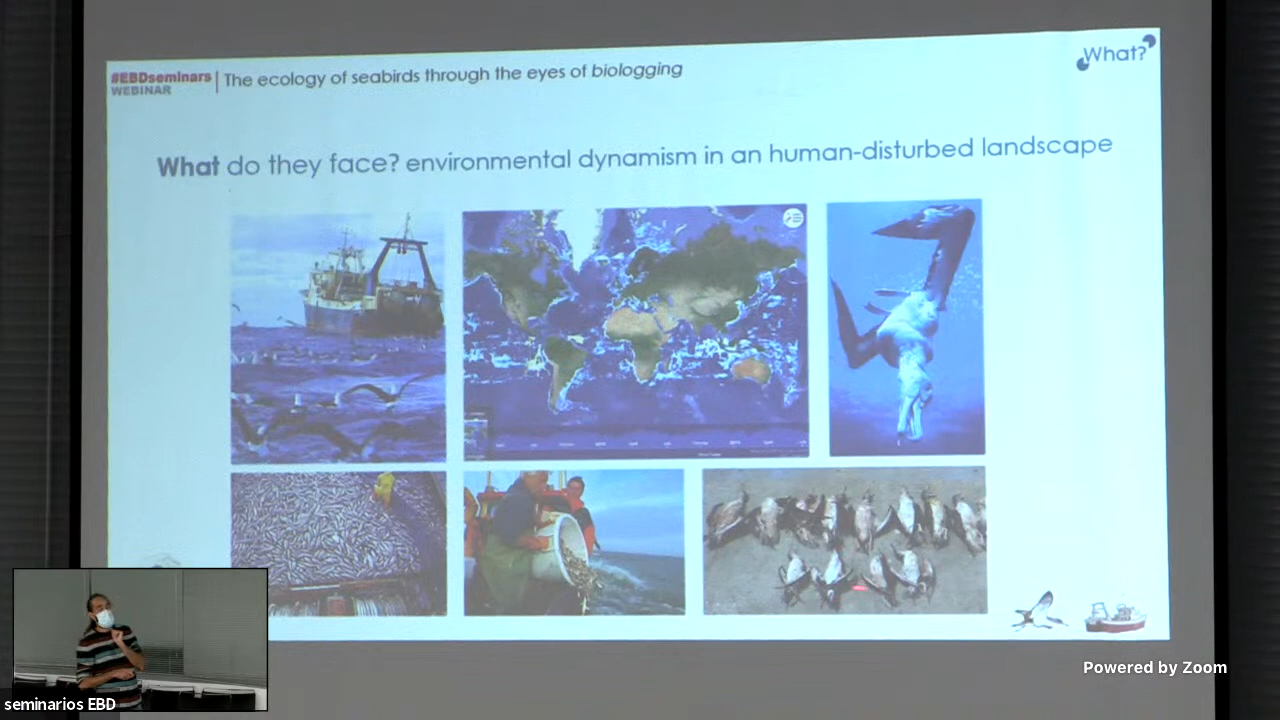 #EBDseminars
WEBINAR
The ecology of seabirds through the eyes of biologging
What?
What do they face? environmental dynamism in an human-disturbed landscape
seminarios EBD
Powered by Zoom